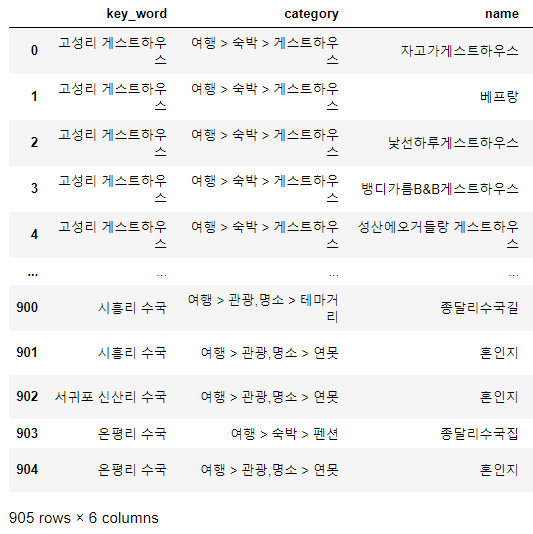 key_word category name
0 고성리 게스트하우 여행 > 숙박 > 게스트하우 자고가게스트하우스
스 스
1 고성리 게스트하우 여행 > 숙박 > 게스트하우 베프랑
스 스
2 고성리 게스트하우 여행 > 숙박 > 게스트하우 낯선하루게스트하우스
스 스
3 고성리 게스트하우 여행 > 숙박 > 게스트하우 뱅디가름B&B게스트하우스
스 스
4 고성리 게스트하우 여행 > 숙박 > 게스트하우 성산에오거들랑 게스트하우
스 스 스
... ... ... ...
900 시흥리 수국 여행 > 관광,명소 > 테마거 종달리수국길
리
901 시흥리 수국 여행 > 관광,명소 > 연못 혼인지
902 서귀포 신산리 수국 여행 > 관광,명소 > 연못 혼인지
903 온평리 수국 여행 > 숙박 > 펜션 종달리수국집
904 온평리 수국 여행 > 관광,명소 > 연못 혼인지
905 rows × 6 columns